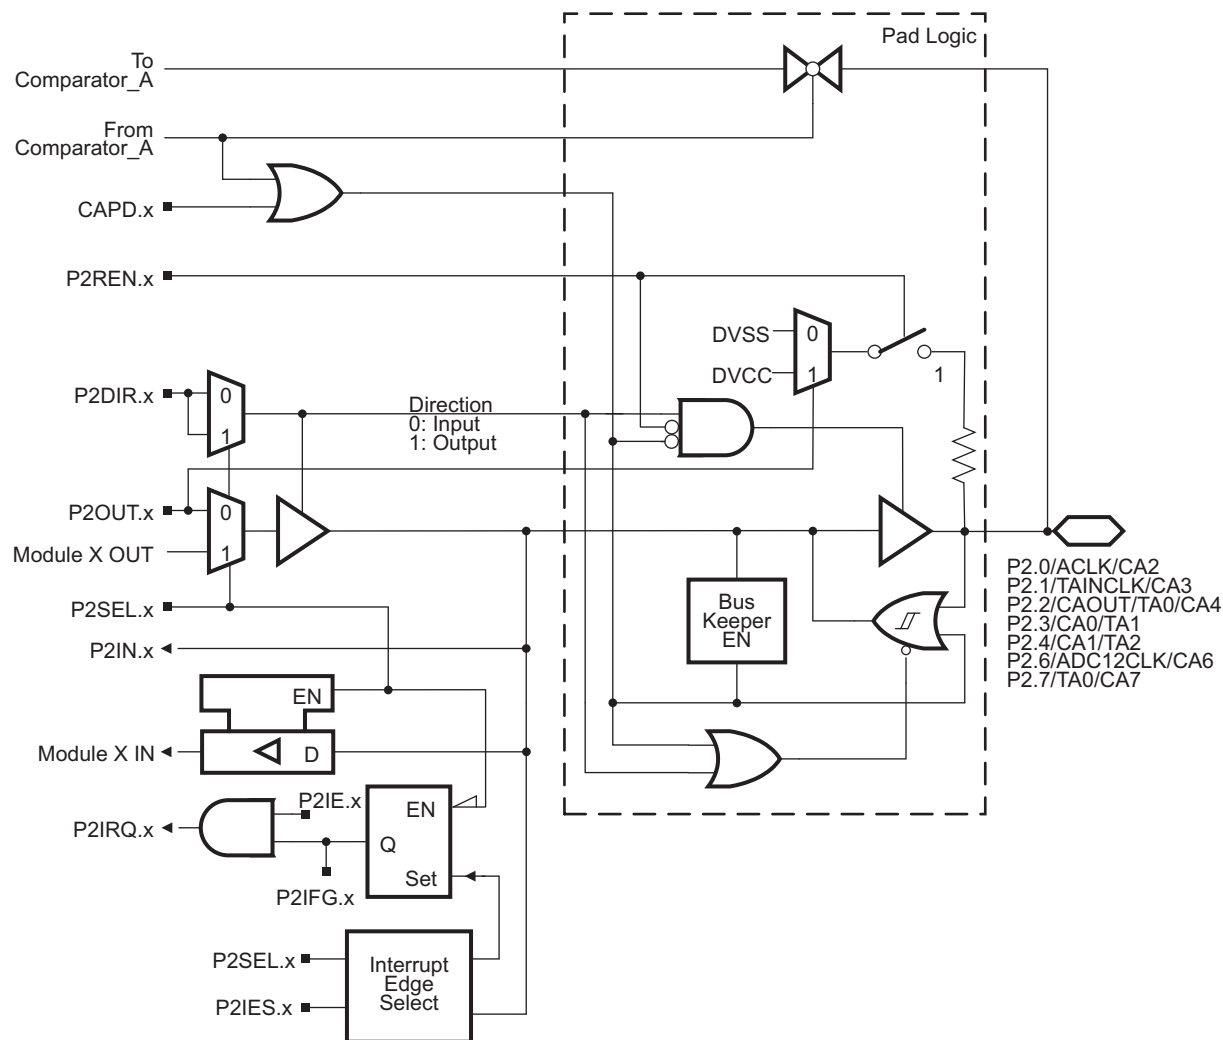 Pad Logic
To
Comparator_A
From
Comparator_A
CAPD.x
P2REN.x
DVSS
0
DVCC
1
1
P2DIR.x
0
1
Direction
0: Input
1: Output
P2OUT.x
0
Module X OUT
1
P2SEL.x
P2IN.x
Bus
Keeper
EN
P2.0/ACLK/CA2
P2.1/TAINCLK/CA3
P2.2/CAOUT/TA0/CA4
P2.3/CA0/TA1
P2.4/CA1/TA2
P2.6/ADC12CLK/CA6
P2.7/TA0/CA7
EN
Module X IN
D
P2IE.x
P2IRQ.x
EN
Q
Set
P2IFG.x
P2SEL.x
P2IES.x
Interrupt
Edge
Select